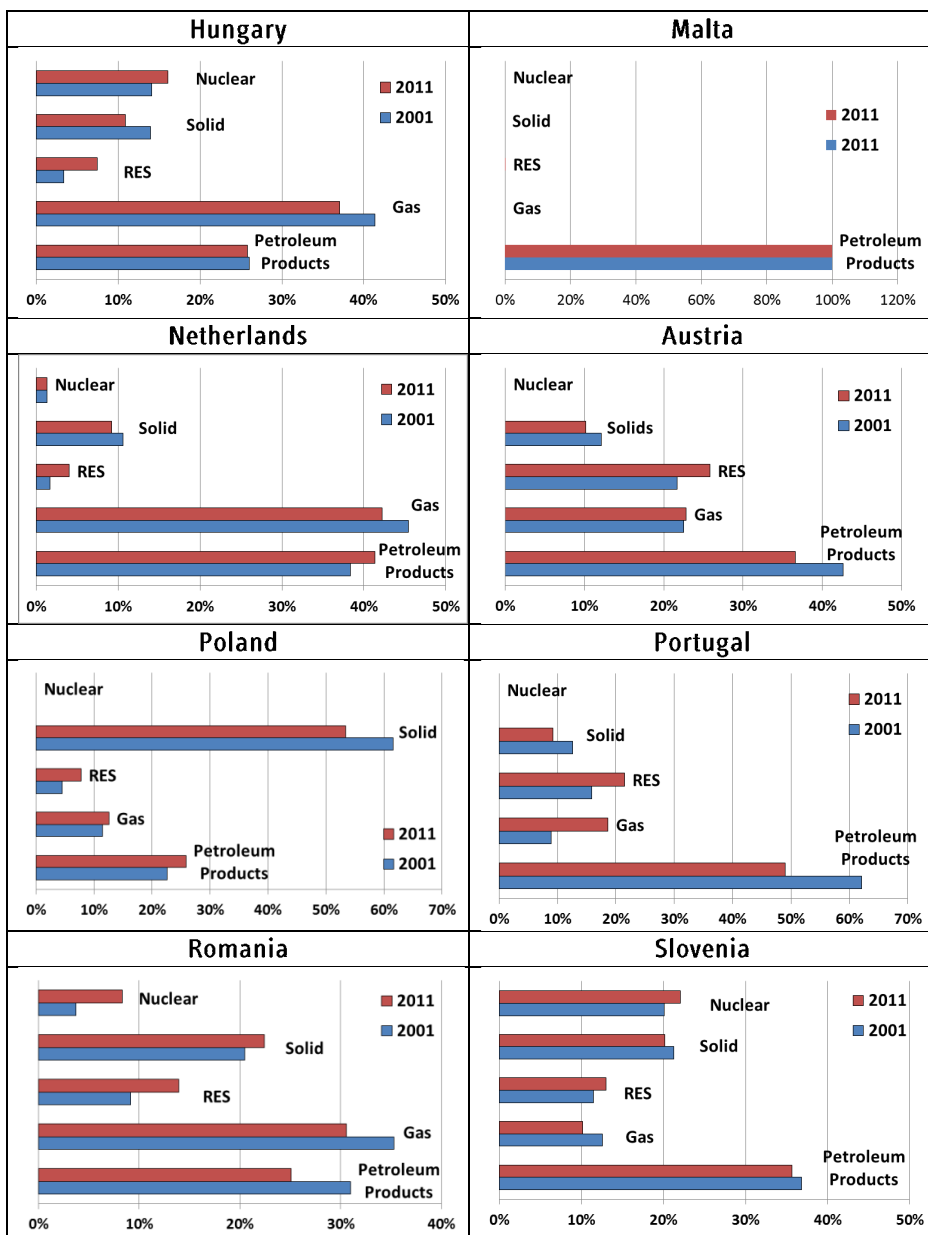 Hungary
Nuclear
2011
2001
Solid
RES
Gas
Petroleum
Products
0% 10% 20% 30% 40% 50%
Malta
Nuclear
Solid
2011
2011
RES
Gas
Petroleum
Products
0% 20% 40% 60% 80% 100% 120%
Netherlands
Nuclear
2011
2001
Solid
RES
Gas
Petroleum
Products
0% 10% 20% 30% 40% 50%
Austria
Nuclear
2011
2001
Solids
RES
Gas
Petroleum
Products
0% 10% 20% 30% 40% 50%
Poland
Nuclear
Solid
RES
Gas
2011
2001
Petroleum
Products
0% 10% 20% 30% 40% 50% 60% 70%
Portugal
Nuclear
2011
2001
Solid
RES
Gas
Petroleum
Products
0% 10% 20% 30% 40% 50% 60% 70%
Romania
Nuclear
2011
2001
Solid
RES
Gas
Petroleum
Products
0% 10% 20% 30% 40%
Slovenia
Nuclear
2011
2001
Solid
RES
Gas
Petroleum
Products
0% 10% 20% 30% 40% 50%